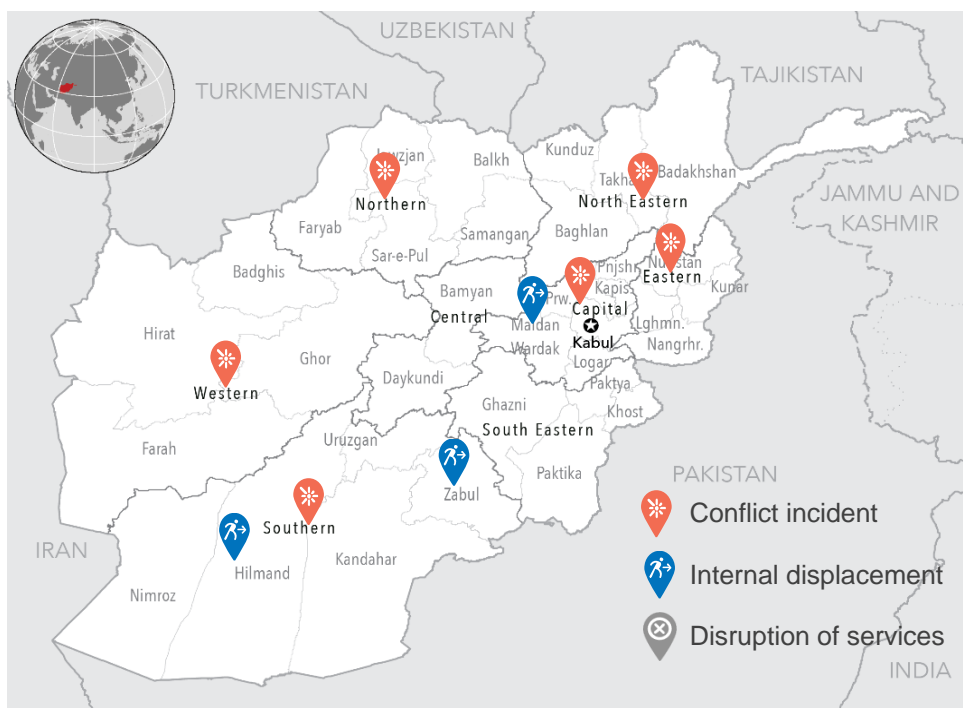 UZBEKISTAN
TAJIKISTAN
TURKMENISTAN
Kunduz
Jawzjan
Balkh
Takhar
Badakhshan
Northern
North Eastern
JAMMU AND
KASHMIR
Faryab
Samangan
Baghlan
Sar-e-Pul
Badghis
Pnjshr.
Nuristan
Eastern
Bamyan
Prw.
Kapis.
Kunar
Central
Capital
Hirat
Maidan
Wardak
Lghmn.
Kabul
Nangrhr.
Ghor
Logar
Daykundi
Paktya
Western
Ghazni
Khost
South Eastern
Uruzgan
Farah
Paktika
PAKISTAN
Zabul
Conflict incident
Southern
IRAN
Kandahar
Hilmand
Internal displacement
Nimroz
Disruption of services
INDIA